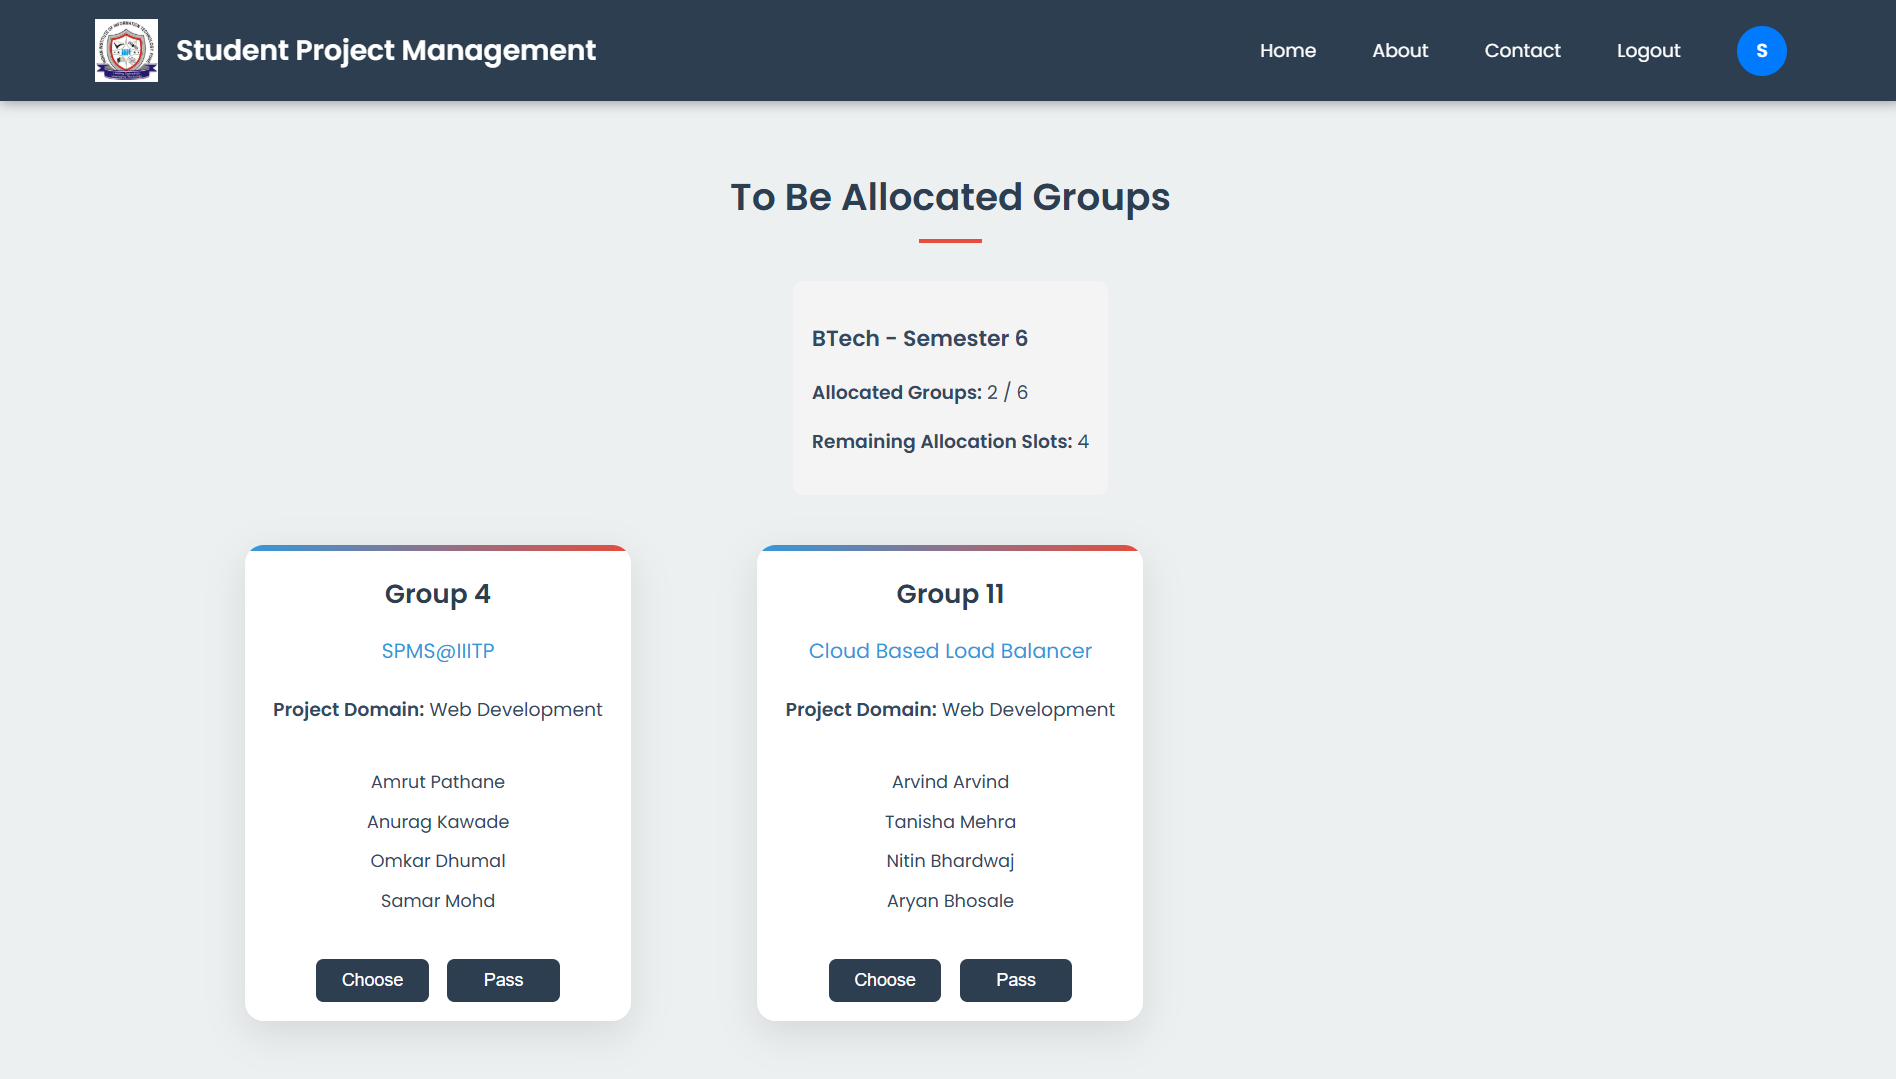 Student Project Management
Home
About
Contact
Logout
S
To Be Allocated Groups
BTech - Semester 6
Allocated Groups: 2 / 6
Remaining Allocation Slots: 4
Group 4
SPMS@IIITP
Project Domain: Web Development
Amrut Pathane
Anurag Kawade
Omkar Dhumal
Samar Mohd
Choose
Pass
Group 11
Cloud Based Load Balancer
Project Domain: Web Development
Arvind Arvind
Tanisha Mehra
Nitin Bhardwaj
Aryan Bhosale
Choose
Pass